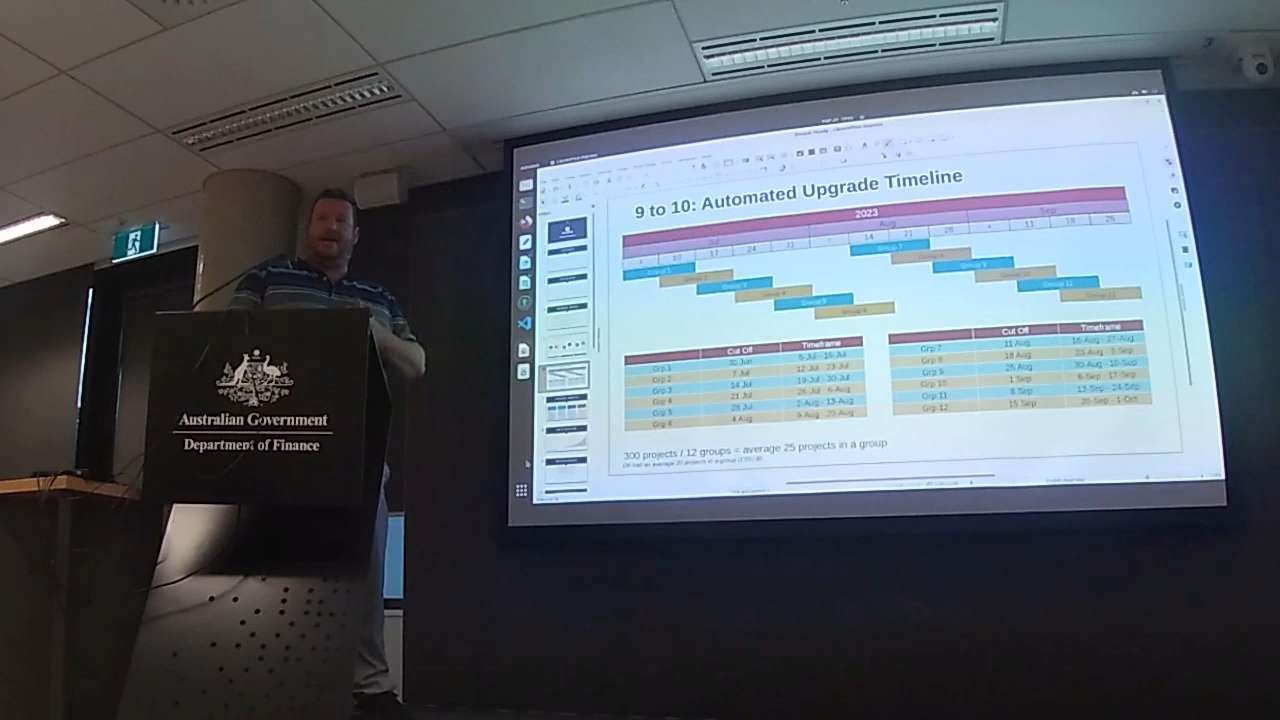 9 to 10: Automated Upgrade Timeline
2023
Jul Aug Sep
10 17 24 31 14 21 28 11 18 25
Group 1
Group 2
Group 3
Group 4
Group 5
Group 6
Group 7
Group 8
Group 9
Group 10
Group 11
Group 12
Cut Off Timeframe
Grp 1 30 Jun 5-Jul - 16-Jul
Grp 2 7 Jul 12-Jul - 23-Jul
Grp 3 14 Jul 19-Jul - 30-Jul
Grp 4 21 Jul 26-Jul - 6-Aug
Grp 5 28 Jul 2-Aug - 13-Aug
Grp 6 4 Aug 9-Aug - 20-Aug
Cut Off Timeframe
Grp 7 11 Aug 16-Aug - 27-Aug
Grp 8 18 Aug 23-Aug - 3-Sep
Grp 9 25 Aug 30-Aug - 10-Sep
Grp 10 1 Sep 6-Sep - 17-Sep
Grp 11 8 Sep 13-Sep - 24-Sep
Grp 12 15 Sep 20-Sep - 1-Oct
300 projects / 12 groups = average 25 projects in a group
Australian Government
Department of Finance